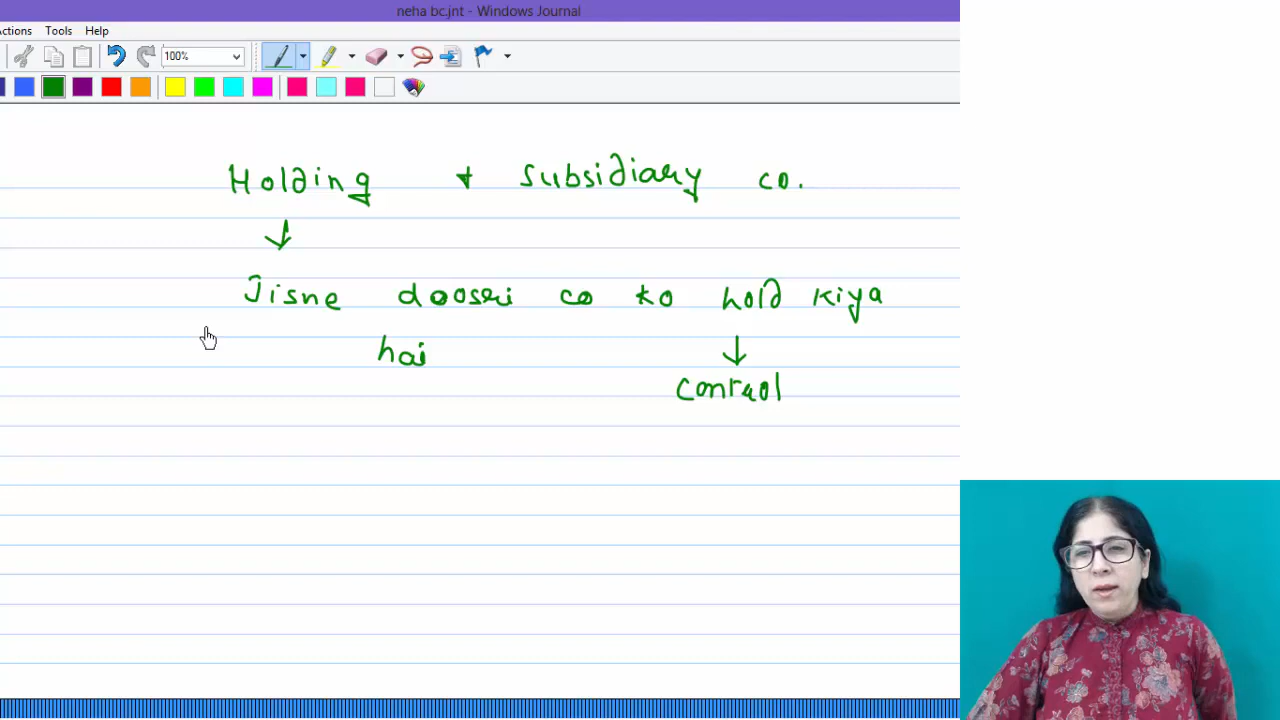 neha bc.jnt - Windows Journal
Actions Tools Help
100%
Holding + Subsidiary co.
↓
Jisne doosri co ko hold kiya
hai ↓
control